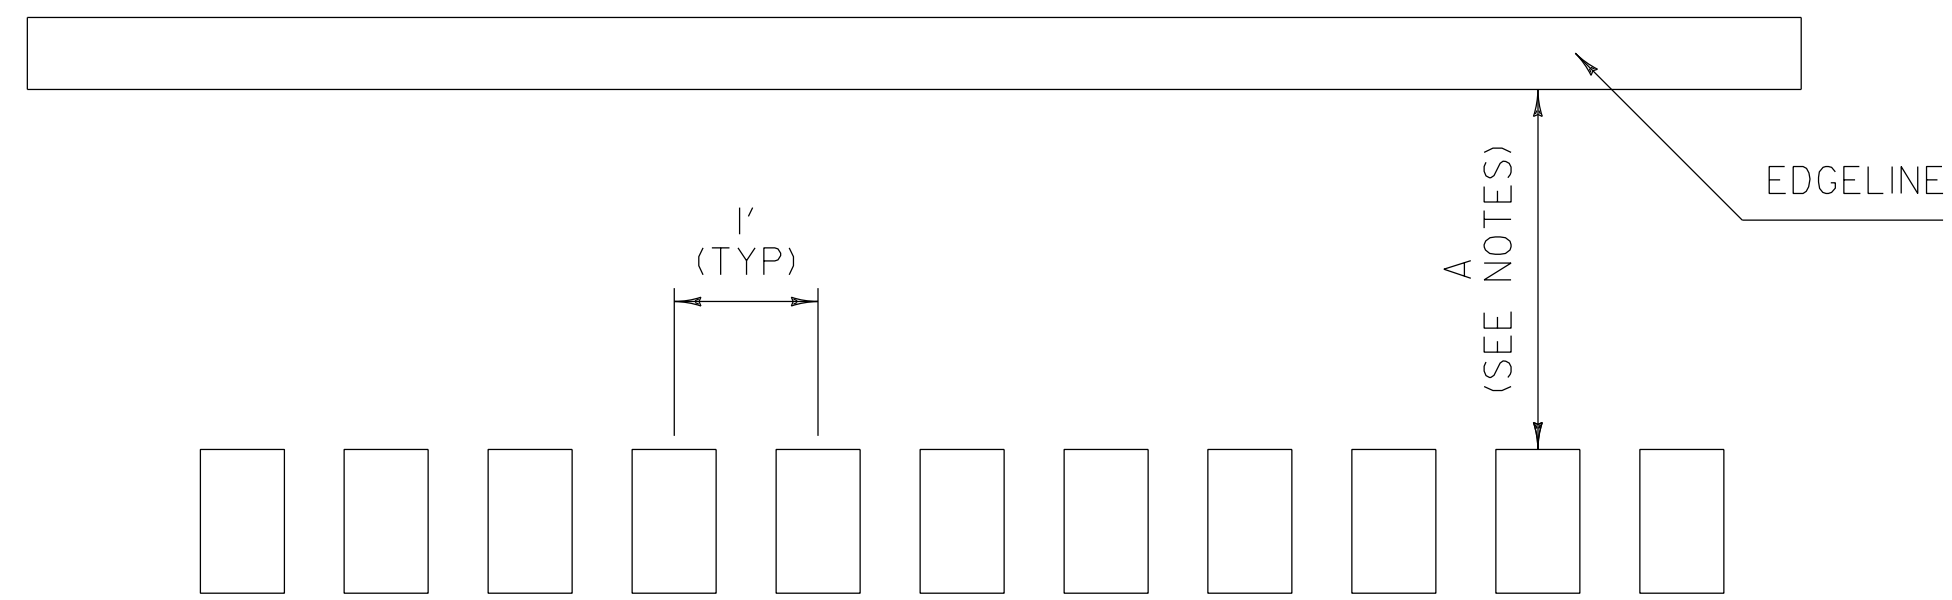 1'
(TYP)
A
(SEE NOTES)
EDGELINE